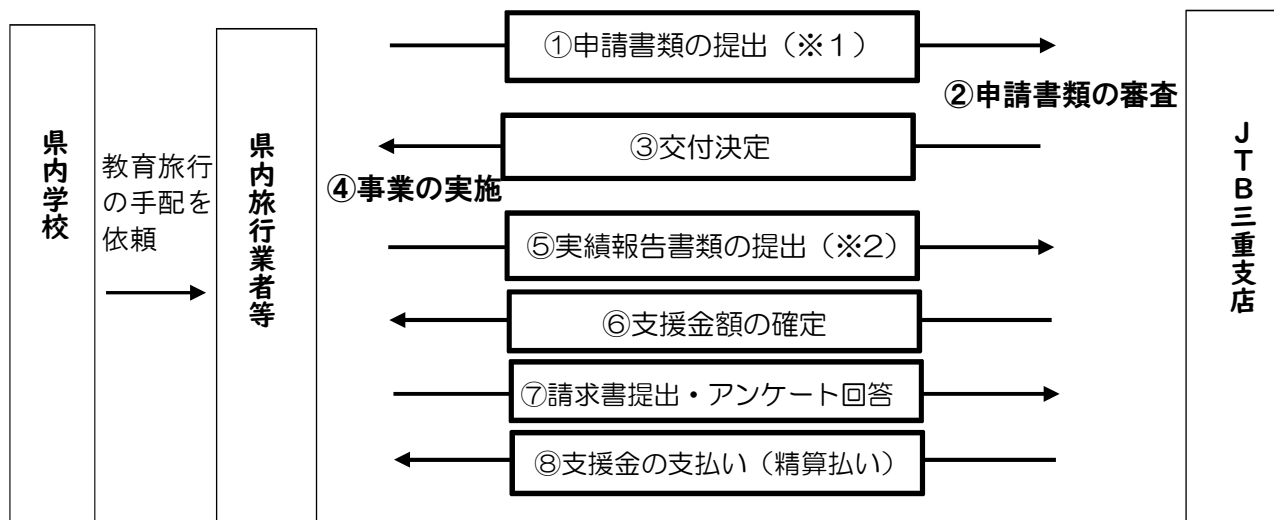 県内学校
教育旅行
の手配を
依頼
県内旅行業者等
①申請書類の提出（※１）
②申請書類の審査
③交付決定
④事業の実施
⑤実績報告書類の提出（※2）
⑥支援金額の確定
⑦請求書提出・アンケート回答
⑧支援金の支払い（精算払い）
ＪＴＢ三重支店